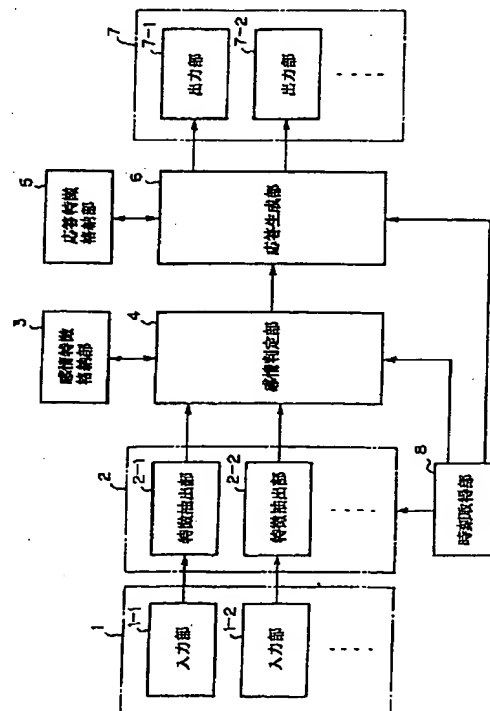 1
1-1
入力部
1-2
入力部
2
2-1
特徴抽出部
2-2
特徴抽出部
3
感情特徴
格納部
4
感情判定部
5
応答特徴
格納部
6
応答生成部
7
7-1
出力部
7-2
出力部
8
時刻取得部